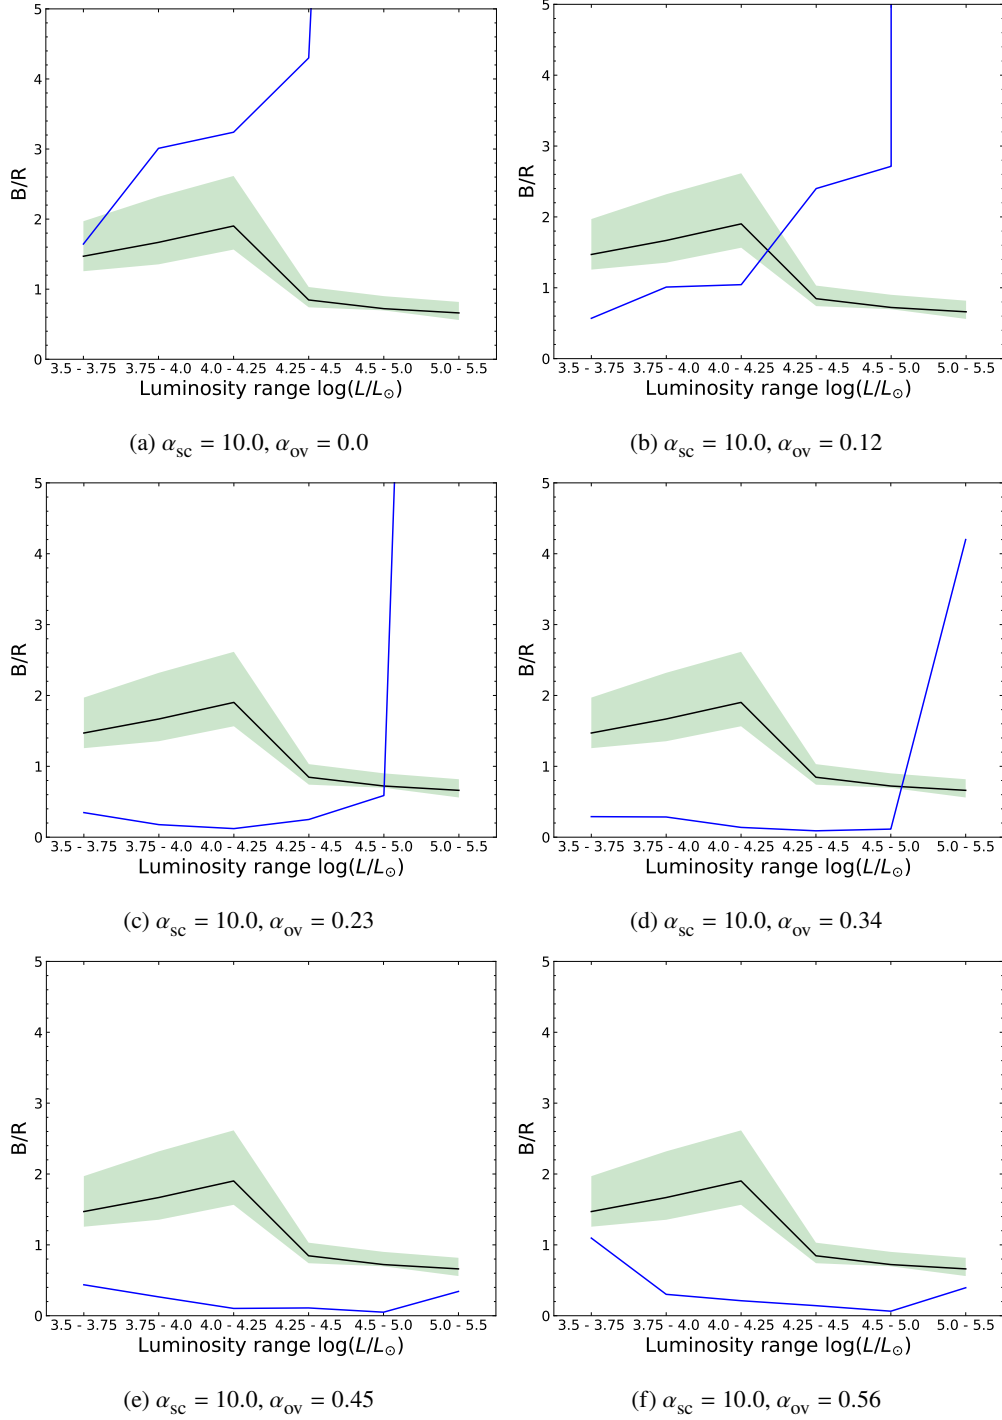 5
4
3
2
1
0
B/R
3.5 - 3.75 3.75 - 4.0 4.0 - 4.25 4.25 - 4.5 4.5 - 5.0 5.0 - 5.5
Luminosity range log(L/L☉)
(a) αsc = 10.0, αov = 0.0
5
4
3
2
1
0
B/R
3.5 - 3.75 3.75 - 4.0 4.0 - 4.25 4.25 - 4.5 4.5 - 5.0 5.0 - 5.5
Luminosity range log(L/L☉)
(b) αsc = 10.0, αov = 0.12
5
4
3
2
1
0
B/R
3.5 - 3.75 3.75 - 4.0 4.0 - 4.25 4.25 - 4.5 4.5 - 5.0 5.0 - 5.5
Luminosity range log(L/L☉)
(c) αsc = 10.0, αov = 0.23
5
4
3
2
1
0
B/R
3.5 - 3.75 3.75 - 4.0 4.0 - 4.25 4.25 - 4.5 4.5 - 5.0 5.0 - 5.5
Luminosity range log(L/L☉)
(d) αsc = 10.0, αov = 0.34
5
4
3
2
1
0
B/R
3.5 - 3.75 3.75 - 4.0 4.0 - 4.25 4.25 - 4.5 4.5 - 5.0 5.0 - 5.5
Luminosity range log(L/L☉)
(e) αsc = 10.0, αov = 0.45
5
4
3
2
1
0
B/R
3.5 - 3.75 3.75 - 4.0 4.0 - 4.25 4.25 - 4.5 4.5 - 5.0 5.0 - 5.5
Luminosity range log(L/L☉)
(f) αsc = 10.0, αov = 0.56